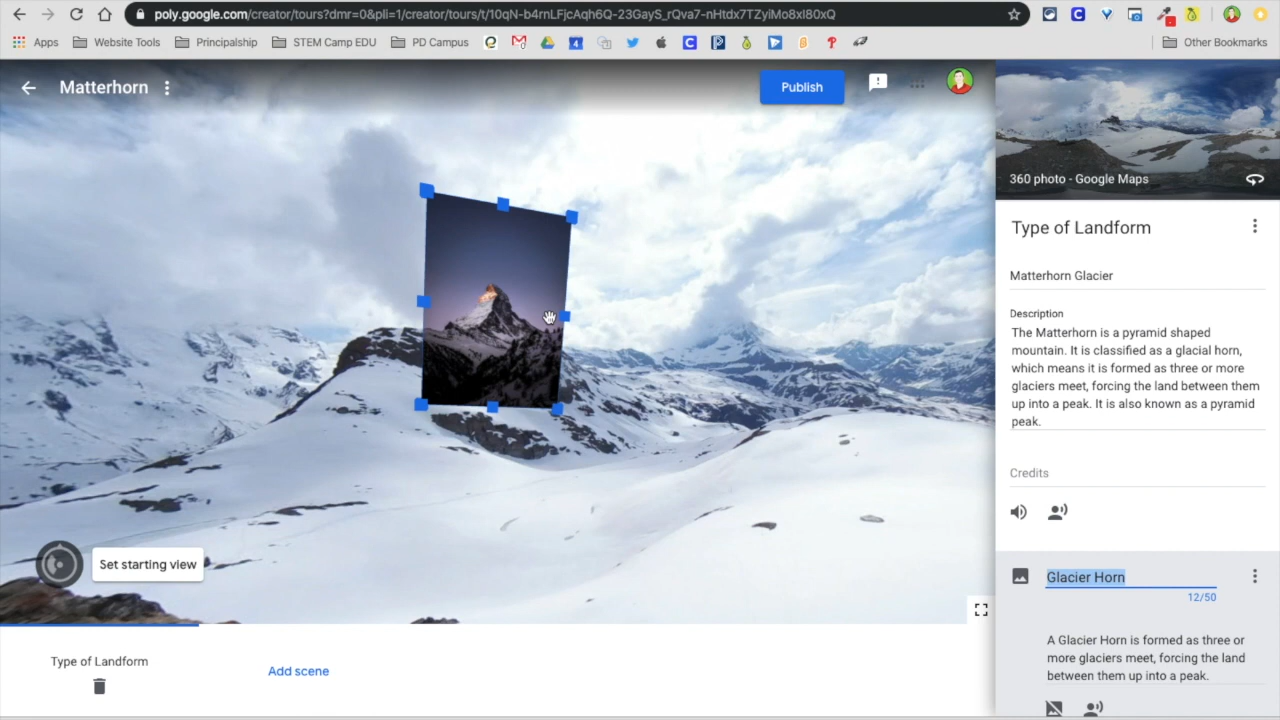 poly.google.com/creator/tours?dmr=0&pli=1/creator/tours/t/10qN-b4rnLFjcAqh6Q-23GayS_rQva7-nHtdx7TZyiMo8xI80xQ
Apps Website Tools Principalship STEM Camp EDU PD Campus Other Bookmarks
Matterhorn
Publish
360 photo - Google Maps
Type of Landform
Matterhorn Glacier
Description
The Matterhorn is a pyramid shaped
mountain. It is classified as a glacial horn,
which means it is formed as three or more
glaciers meet, forcing the land between them
up into a peak. It is also known as a pyramid
peak.
Credits
Set starting view
Glacier Horn
12/50
A Glacier Horn is formed as three or
more glaciers meet, forcing the land
between them up into a peak.
Type of Landform
Add scene